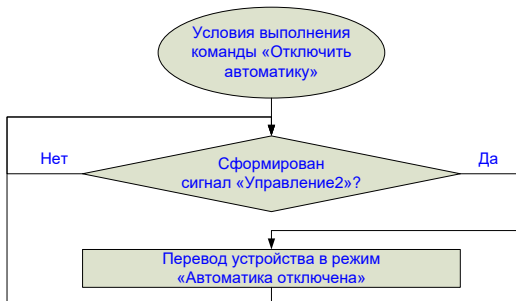 Условия выполнения
команды «Отключить
автоматику»
Нет
Сформирован
сигнал «Управление2»?
Да
Перевод устройства в режим
«Автоматика отключена»